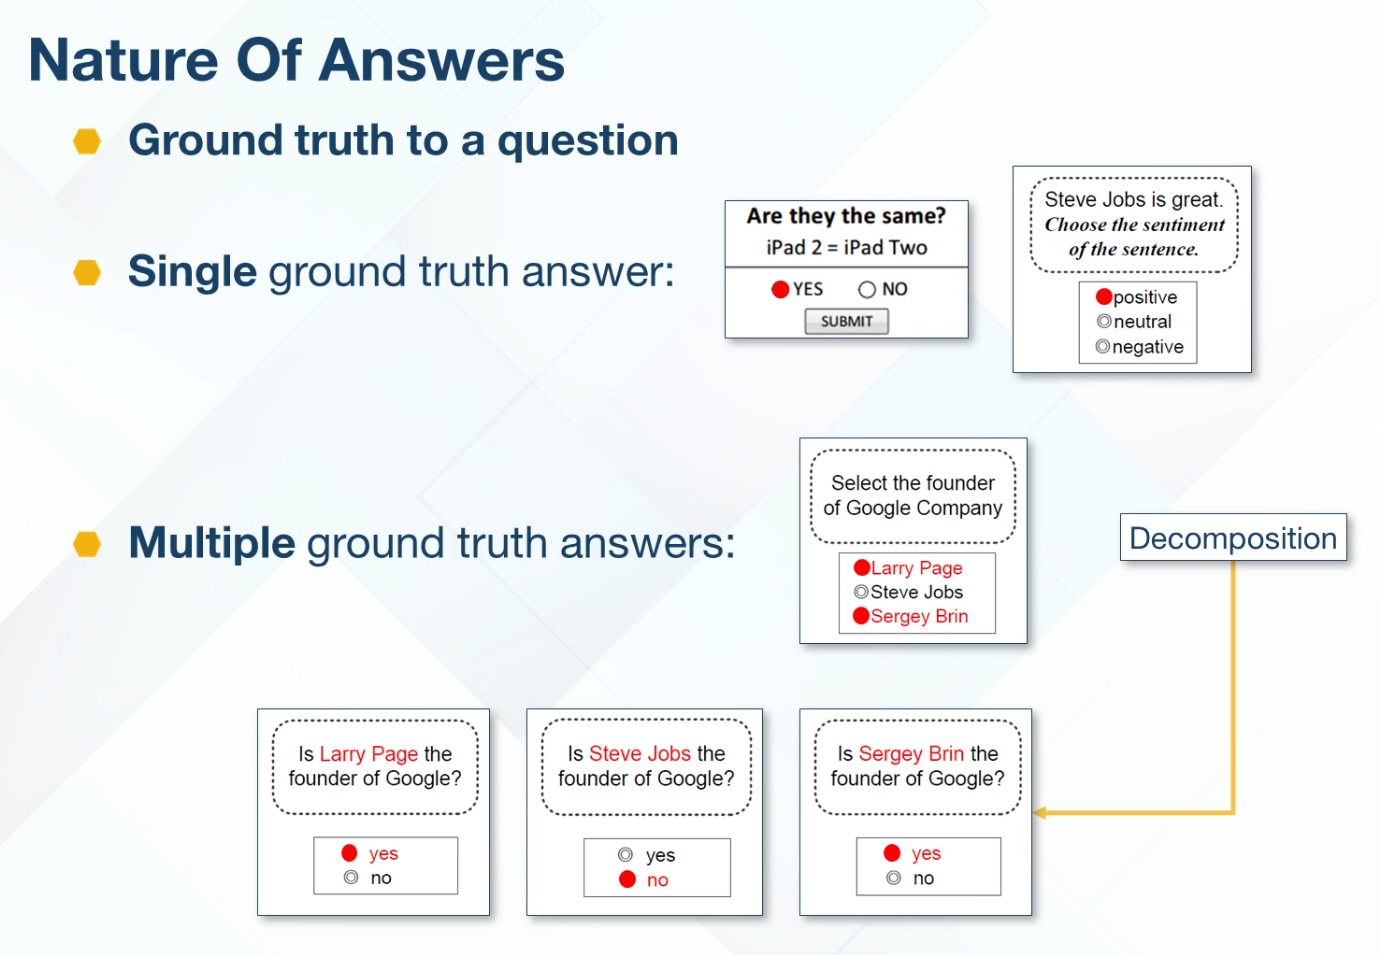 Nature Of Answers
Ground truth to a question
Single ground truth answer:
Are they the same?
iPad 2 = iPad Two
YES NO
SUBMIT
Steve Jobs is great.
Choose the sentiment
of the sentence.
positive
neutral
negative
Multiple ground truth answers:
Select the founder
of Google Company
Larry Page
Steve Jobs
Sergey Brin
Decomposition
Is Larry Page the
founder of Google?
yes
no
Is Steve Jobs the
founder of Google?
yes
no
Is Sergey Brin the
founder of Google?
yes
no